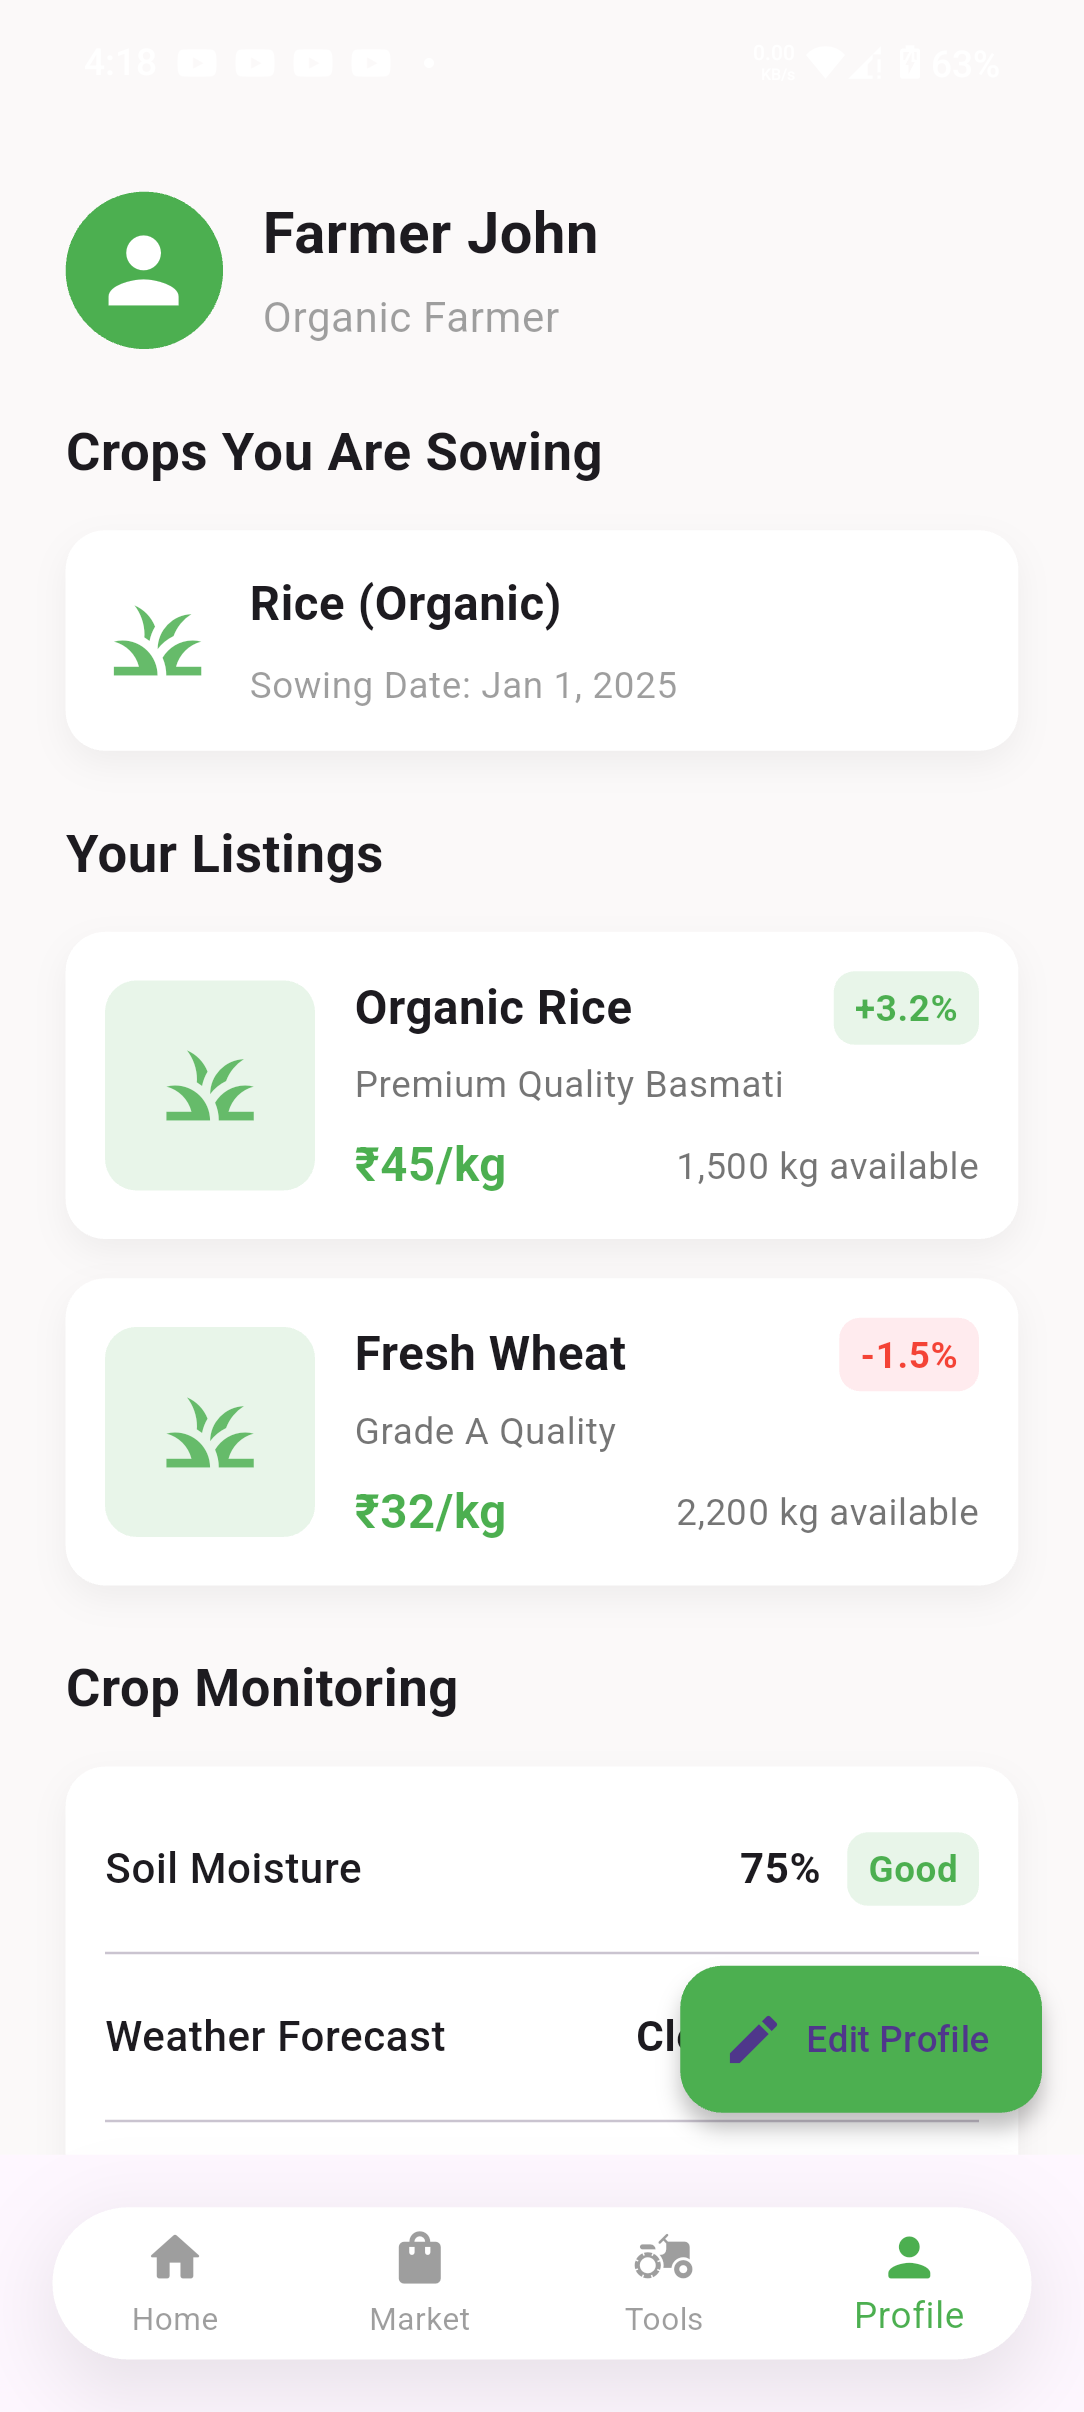 4:18
0.00
KB/s
63%
Farmer John
Organic Farmer
Crops You Are Sowing
Rice (Organic)
Sowing Date: Jan 1, 2025
Your Listings
Organic Rice
+3.2%
Premium Quality Basmati
₹45/kg
1,500 kg available
Fresh Wheat
-1.5%
Grade A Quality
₹32/kg
2,200 kg available
Crop Monitoring
Soil Moisture
75%
Good
Weather Forecast
Edit Profile
Home
Market
Tools
Profile